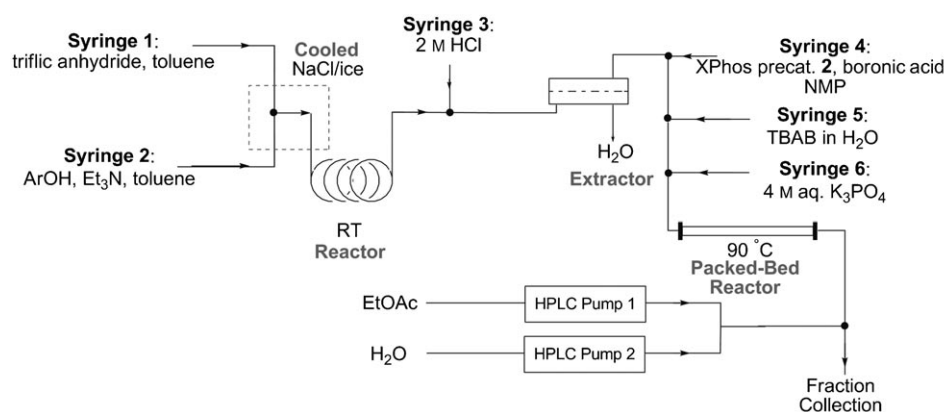 Syringe 1:
triflic anhydride, toluene
Cooled
NaCl/ice
Syringe 3:
2 M HCl
Syringe 4:
XPhos precat. 2, boronic acid
NMP
Syringe 2:
ArOH, Et₃N, toluene
H₂O
Extractor
Syringe 5:
TBAB in H₂O
Syringe 6:
4 M aq. K₃PO₄
RT
Reactor
90 °C
Packed-Bed
Reactor
EtOAc
HPLC Pump 1
H₂O
HPLC Pump 2
Fraction
Collection